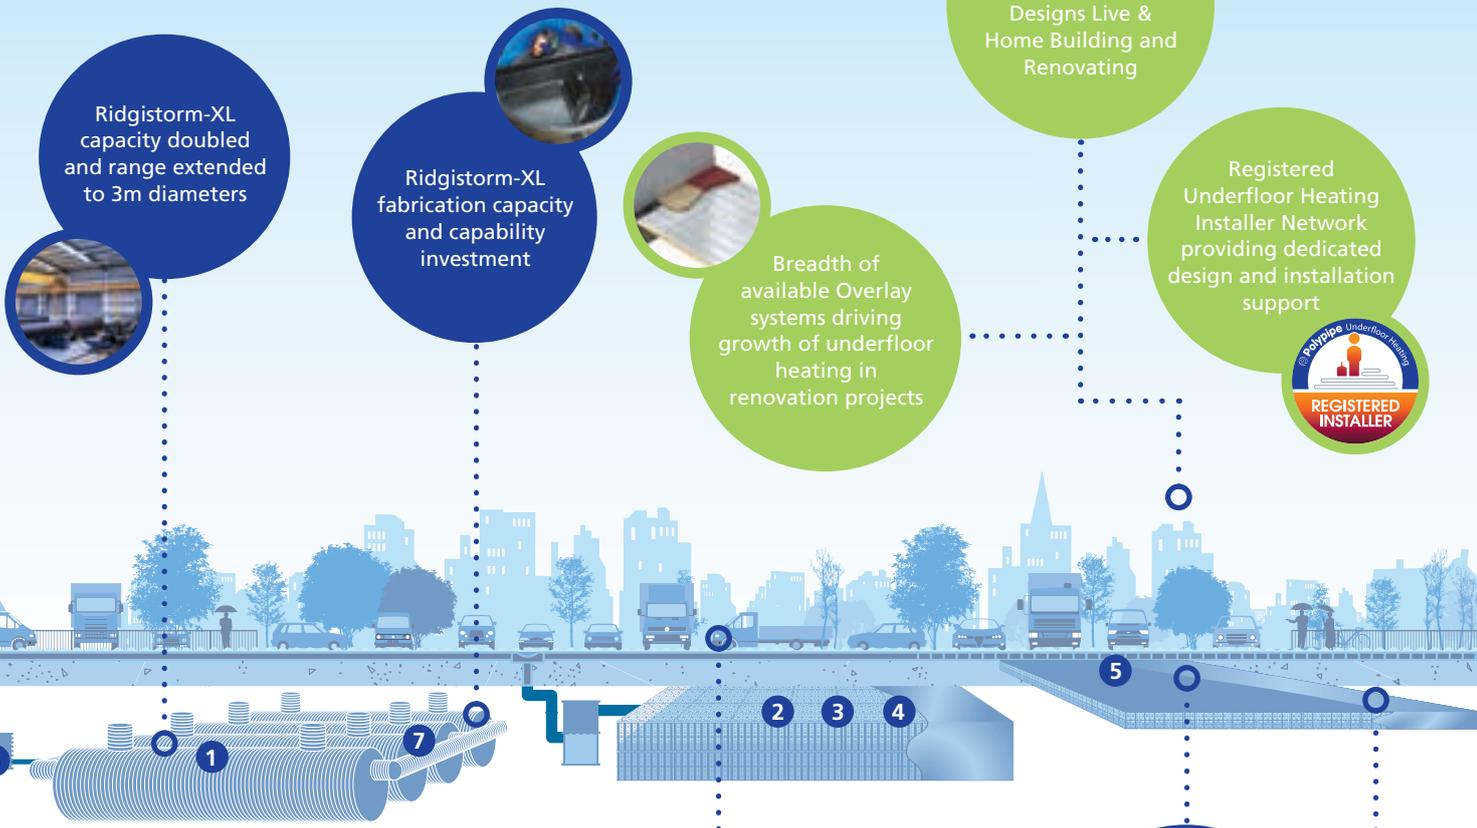 Designs Live &
Home Building and
Renovating
Ridgistorm-XL
capacity doubled
and range extended
to 3m diameters
Ridgistorm-XL
fabrication capacity
and capability
investment
Breadth of
available Overlay
systems driving
growth of underfloor
heating in
renovation projects
Registered
Underfloor Heating
Installer Network
providing dedicated
design and installation
support
Polypipe Underfloor Heating
REGISTERED
INSTALLER
5
2 3 4
7
1